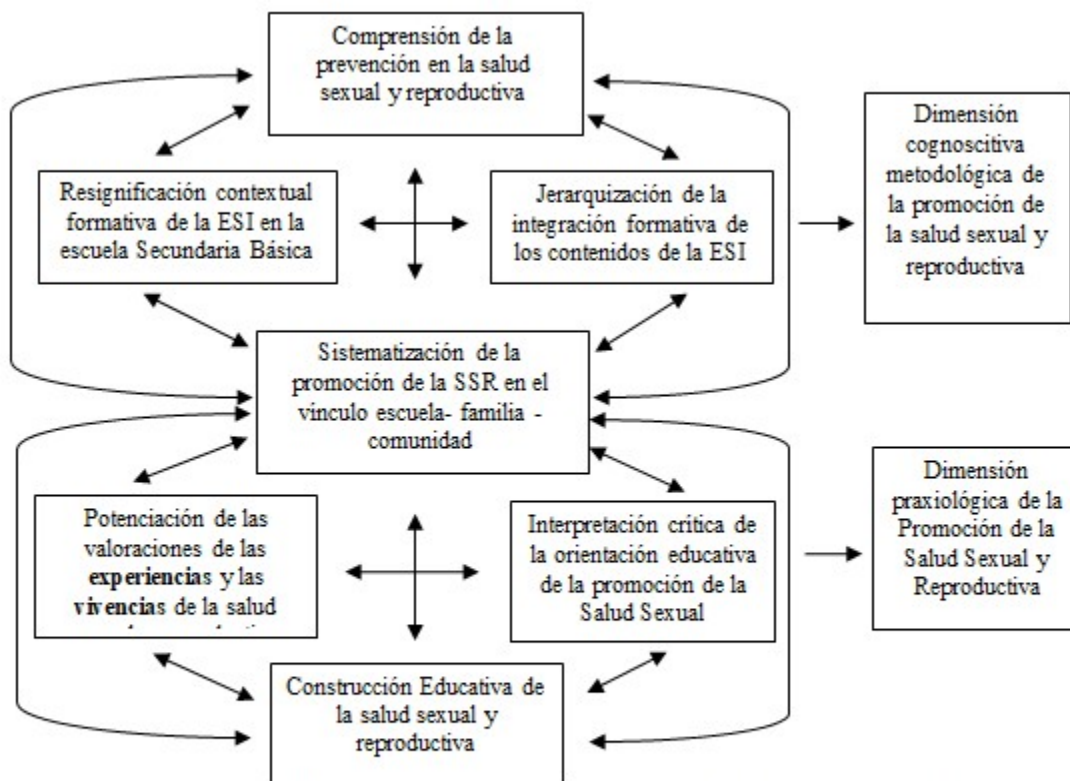 Comprensión de la
prevención en la salud
sexual y reproductiva
Resignificación contextual
formativa de la ESI en la
escuela Secundaria Básica
Jerarquización de la
integración formativa de
los contenidos de la ESI
Dimensión
cognoscitiva
metodológica de
la promoción de
la salud sexual y
reproductiva
Sistematización de la
promoción de la SSR en el
vínculo escuela- familia -
comunidad
Potenciación de las
valoraciones de las
experiencias y las
vivencias de la salud
Interpretación crítica de
la orientación educativa
de la promoción de la
Salud Sexual
Dimensión
praxiológica de la
Promoción de la
Salud Sexual y
Reproductiva
Construcción Educativa de
la salud sexual y
reproductiva